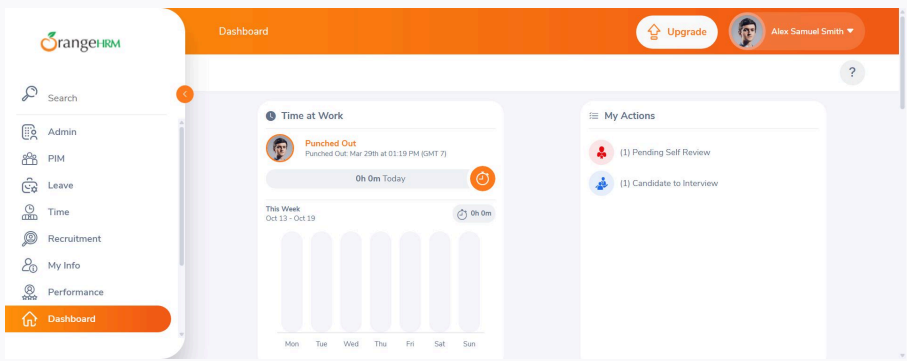 OrangeHRM
Dashboard
Upgrade
Alex Samuel Smith
?
Search
Admin
PIM
Leave
Time
Recruitment
My Info
Performance
Dashboard
Time at Work
Punched Out
Punched Out: Mar 29th at 01:19 PM (GMT 7)
0h 0m Today
This Week
Oct 13 - Oct 19
0h 0m
Mon Tue Wed Thu Fri Sat Sun
My Actions
(1) Pending Self Review
(1) Candidate to Interview